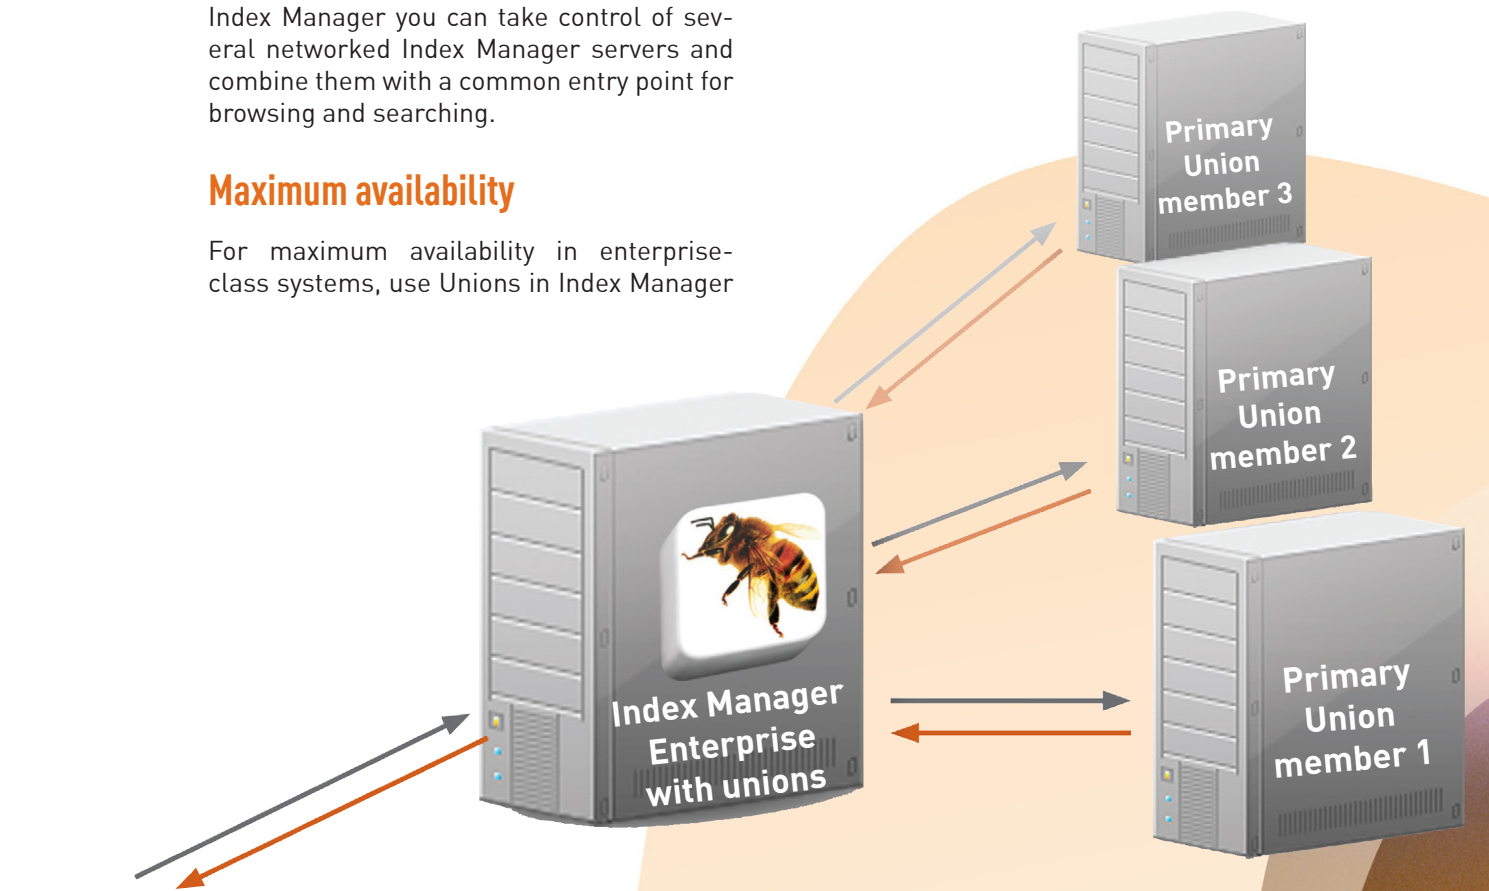 Index Manager you can take control of sev-
eral networked Index Manager servers and
combine them with a common entry point for
browsing and searching.
Maximum availability
For maximum availability in enterprise-
class systems, use Unions in Index Manager
Primary
Union
member 3
Primary
Union
member 2
Index Manager
Enterprise
with unions
Primary
Union
member 1